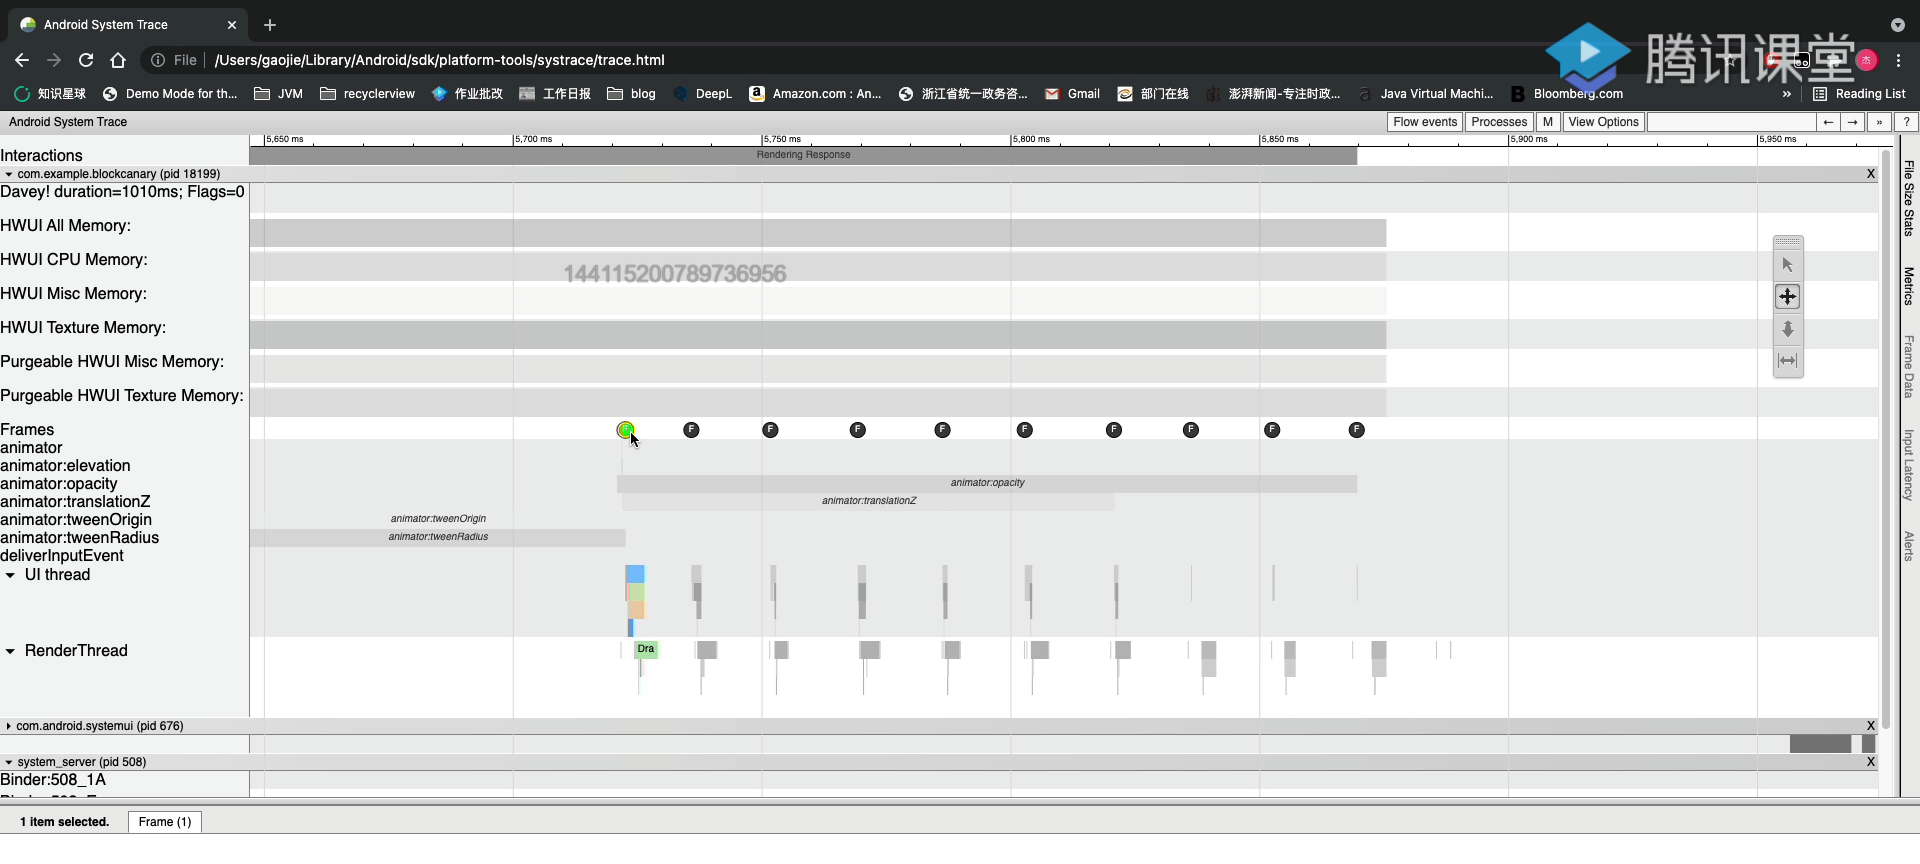 Android System Trace
File
/Users/gaojie/Library/Android/sdk/platform-tools/systrace/trace.html
腾讯课堂
杰
知识星球
Demo Mode for th...
JVM
recyclerview
作业批改
工作日报
blog
DeepL
Amazon.com : An...
浙江省统一政务咨...
Gmail
部门在线
澎湃新闻-专注时政...
Java Virtual Machi...
Bloomberg.com
»
Reading List
Android System Trace
Flow events
Processes
M
View Options
←
→
»
?
5,650 ms
5,700 ms
5,750 ms
5,800 ms
5,850 ms
5,900 ms
5,950 ms
Interactions
Rendering Response
com.example.blockcanary (pid 18199)
X
Davey! duration=1010ms; Flags=0
HWUI All Memory:
HWUI CPU Memory:
144115200789736956
HWUI Misc Memory:
HWUI Texture Memory:
Purgeable HWUI Misc Memory:
Purgeable HWUI Texture Memory:
Frames
F F F F F F F F F
animator
animator:elevation
animator:opacity
animator:opacity
animator:translationZ
animator:translationZ
animator:tweenOrigin
animator:tweenOrigin
animator:tweenRadius
animator:tweenRadius
deliverInputEvent
UI thread
RenderThread
Dra
com.android.systemui (pid 676)
X
system_server (pid 508)
X
Binder:508_1A
File Size Stats
Metrics
Frame Data
Input Latency
Alerts
1 item selected.
Frame (1)